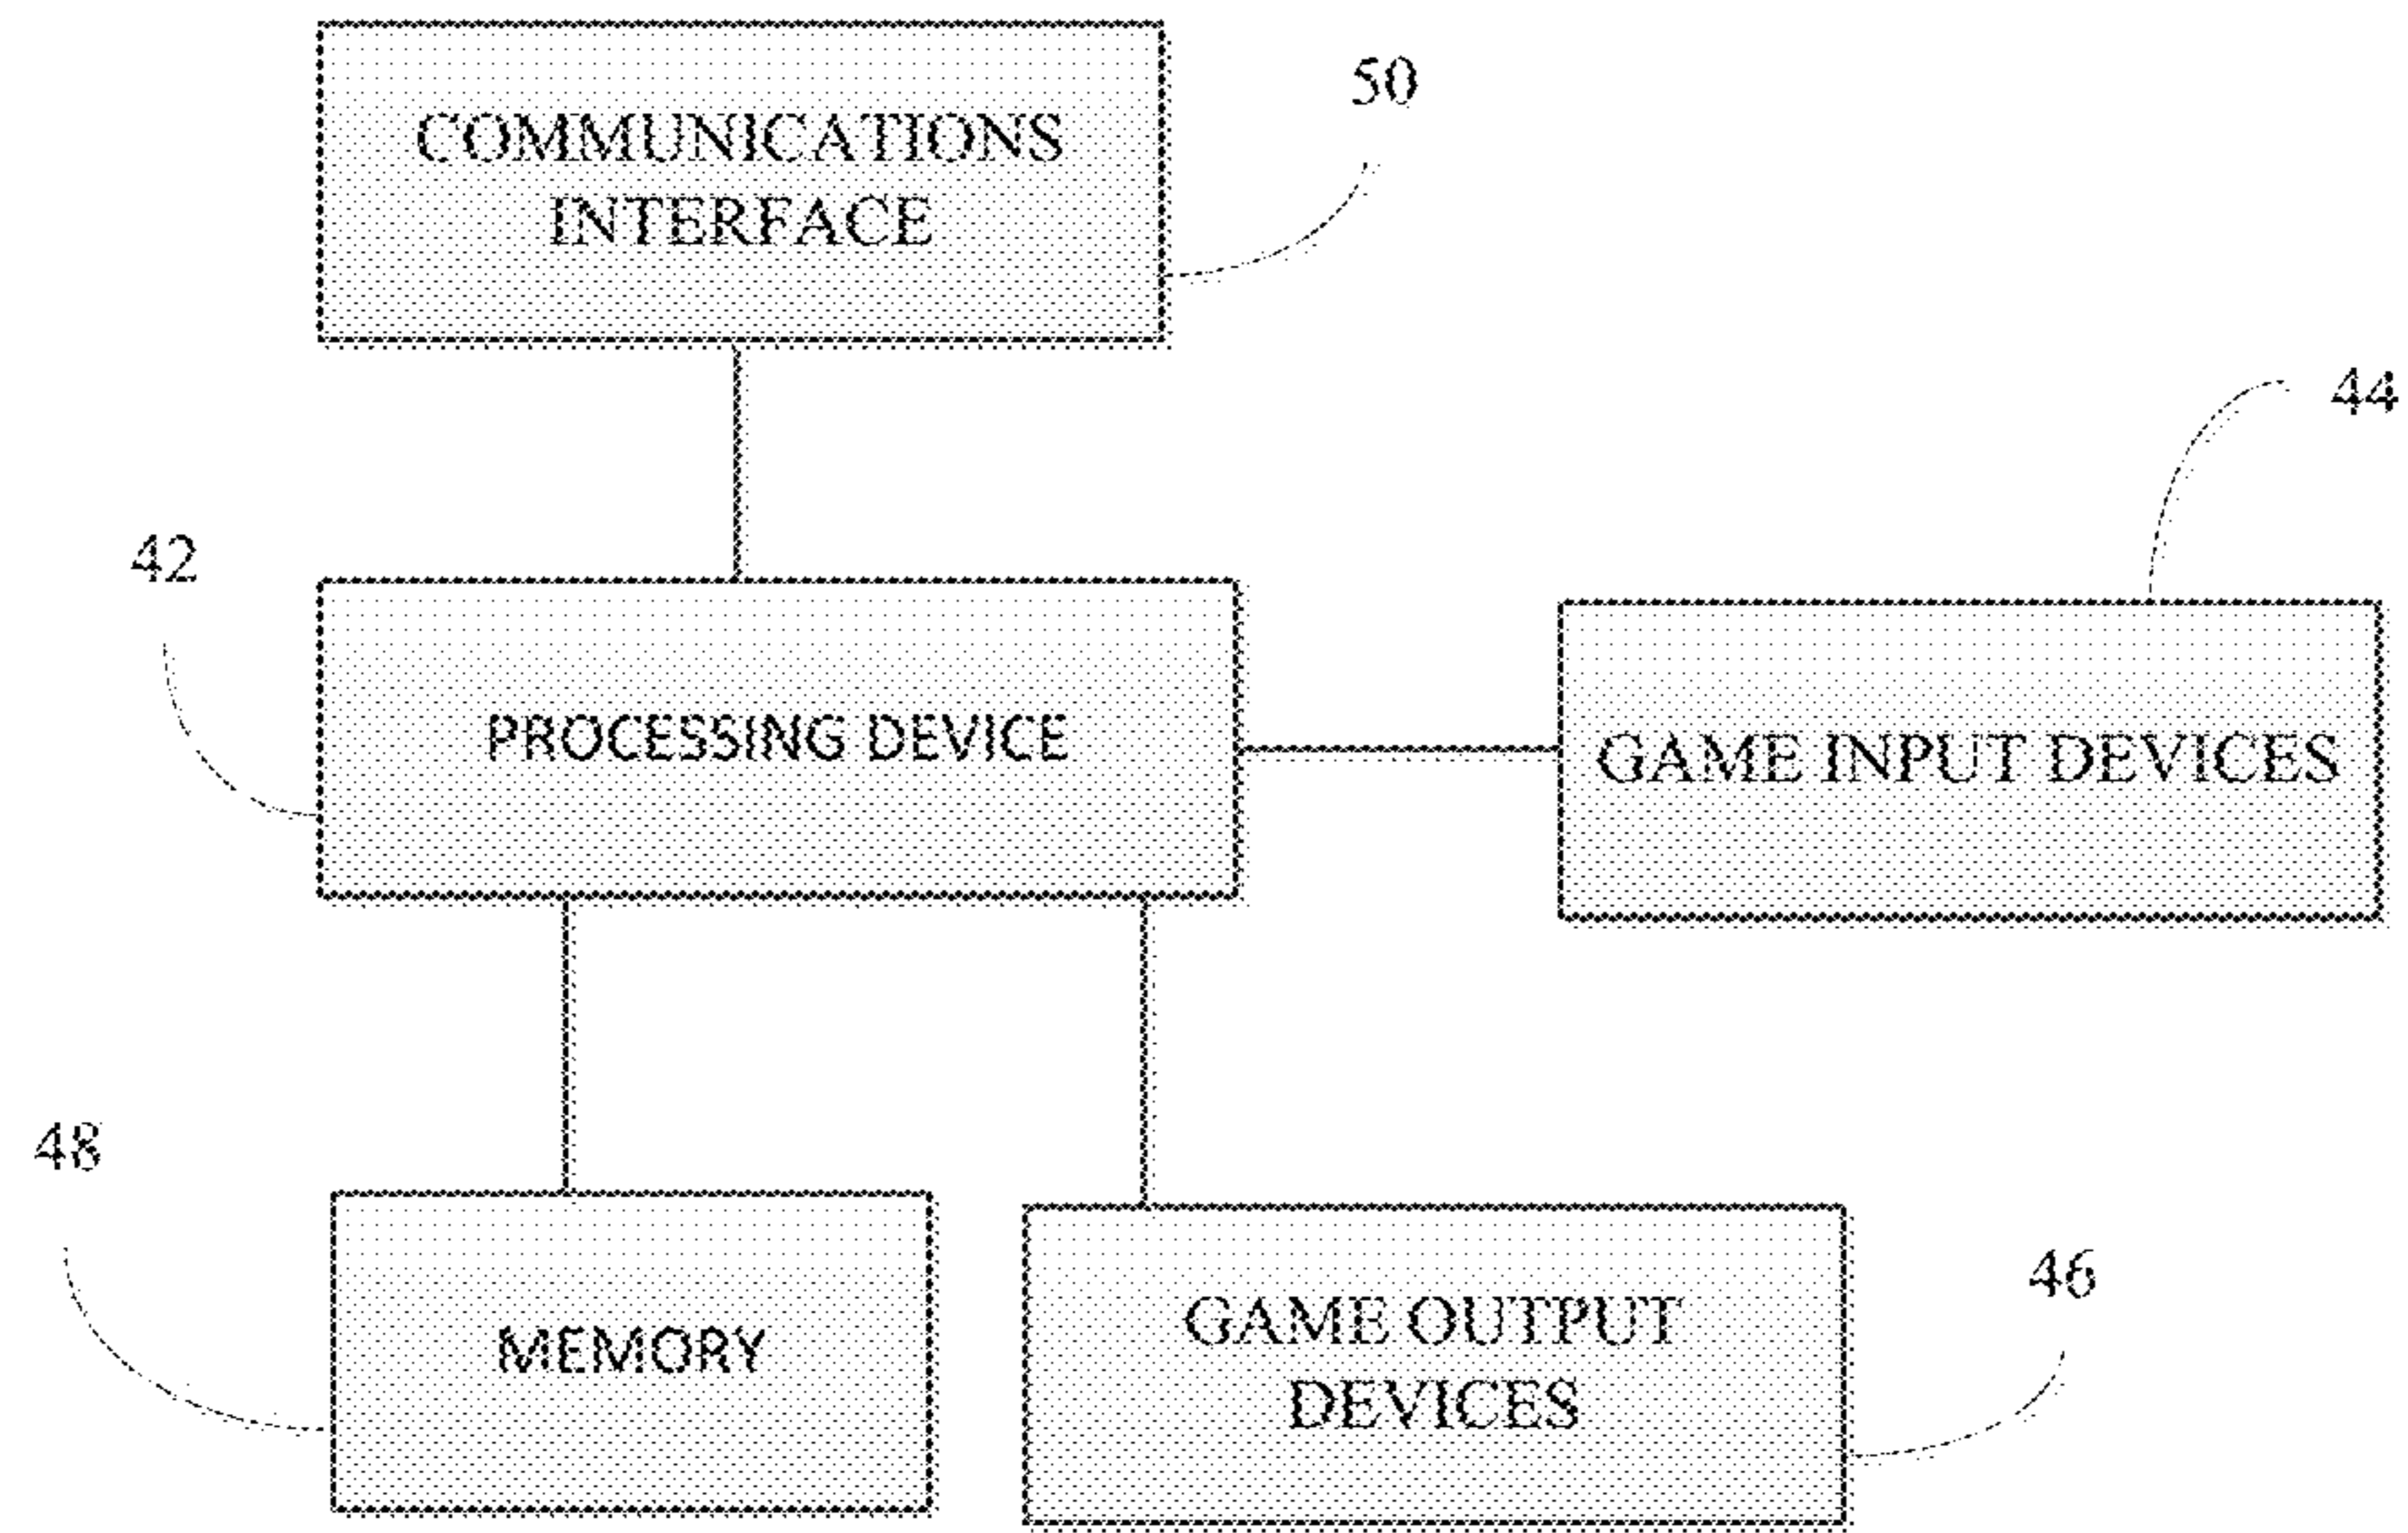 COMMUNICATIONS
INTERFACE
50
44
42
PROCESSING DEVICE
GAME INPUT DEVICES
48
MEMORY
GAME OUTPUT
DEVICES
46